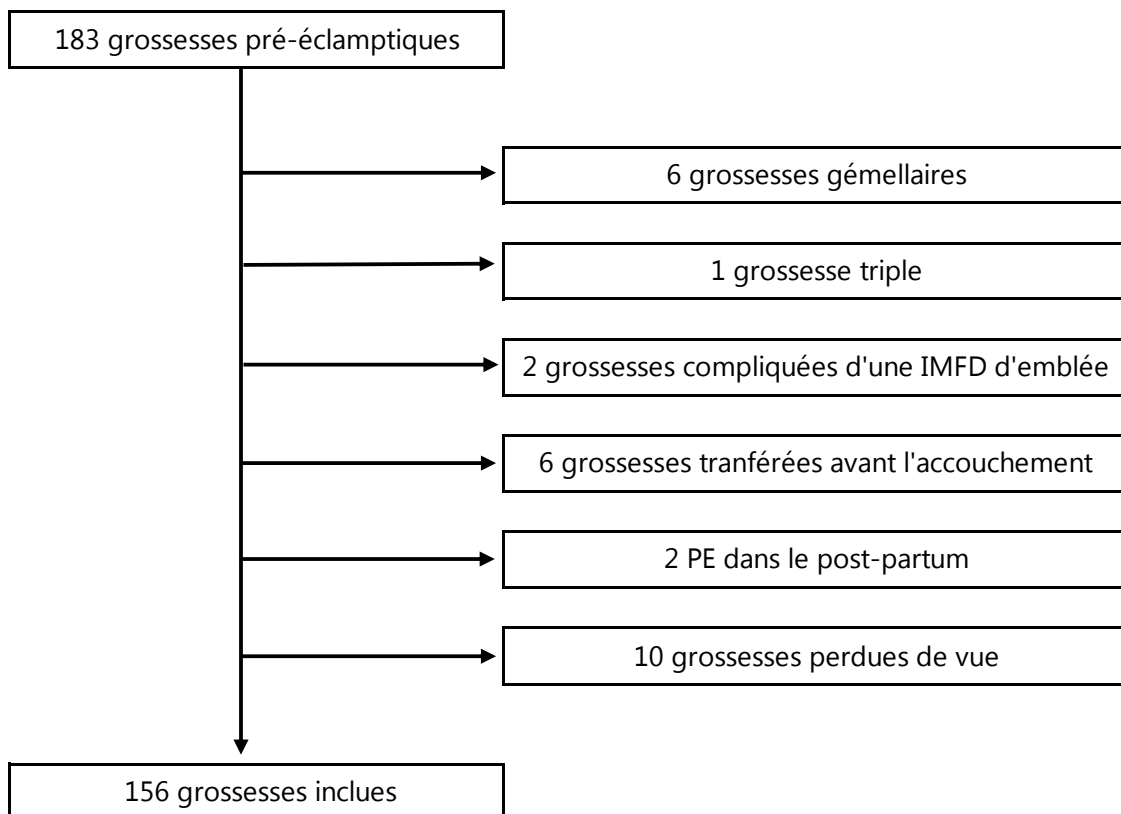 183 grossesses pré-éclamptiques
6 grossesses gémellaires
1 grossesse triple
2 grossesses compliquées d'une IMFD d'emblée
6 grossesses tranférées avant l'accouchement
2 PE dans le post-partum
10 grossesses perdues de vue
156 grossesses inclues